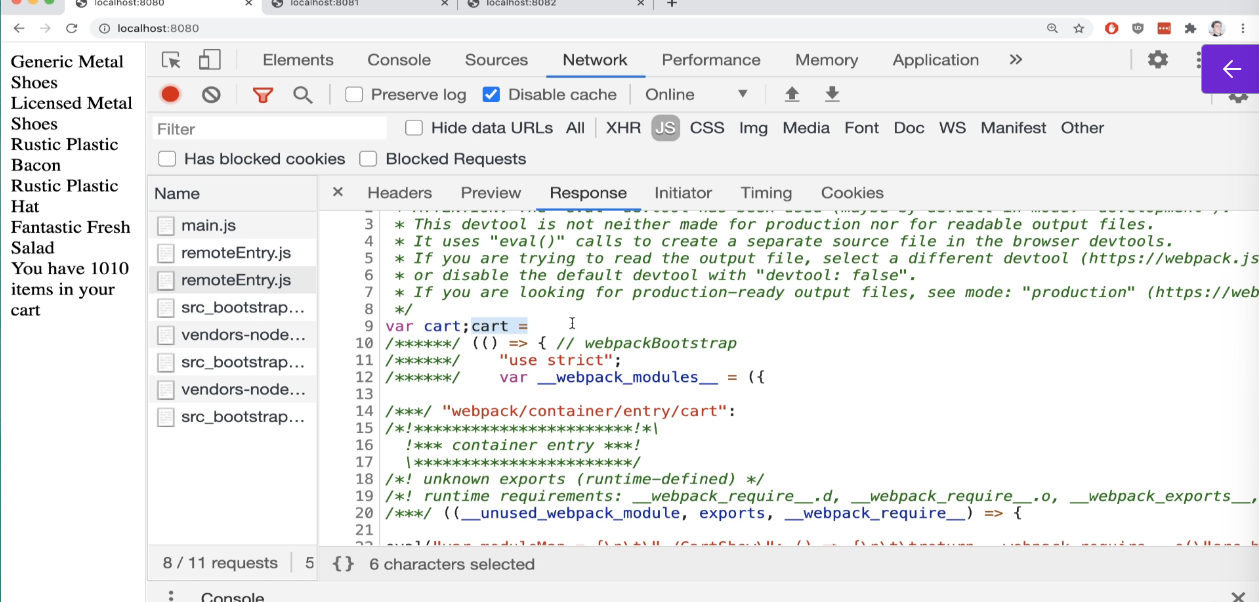 localhost:8080
localhost:8081
localhost:8082
localhost:8080
Generic Metal
Shoes
Licensed Metal
Shoes
Rustic Plastic
Bacon
Rustic Plastic
Hat
Fantastic Fresh
Salad
You have 1010
items in your
cart
Elements Console Sources Network Performance Memory Application »
Preserve log Disable cache Online
Filter Hide data URLs All XHR JS CSS Img Media Font Doc WS Manifest Other
Has blocked cookies Blocked Requests
Name
main.js
remoteEntry.js
remoteEntry.js
src_bootstrap...
vendors-node...
src_bootstrap...
vendors-node...
src_bootstrap...
8 / 11 requests 5
× Headers Preview Response Initiator Timing Cookies
3 * This devtool is not neither made for production nor for readable output files.
4 * It uses "eval()" calls to create a separate source file in the browser devtools.
5 * If you are trying to read the output file, select a different devtool (https://webpack.js
6 * or disable the default devtool with "devtool: false".
7 * If you are looking for production-ready output files, see mode: "production" (https://web
8 */
9 var cart;cart =
10 /******/ (() => { // webpackBootstrap
11 /******/ "use strict";
12 /******/ var __webpack_modules__ = ({
13
14 /***/ "webpack/container/entry/cart":
15 /*!***********************!*\
16 !*** container entry ***!
17 \***********************/
18 /*! unknown exports (runtime-defined) */
19 /*! runtime requirements: __webpack_require__.d, __webpack_require__.o, __webpack_exports__,
20 /***/ ((__unused_webpack_module, exports, __webpack_require__) => {
21
{} 6 characters selected
Console